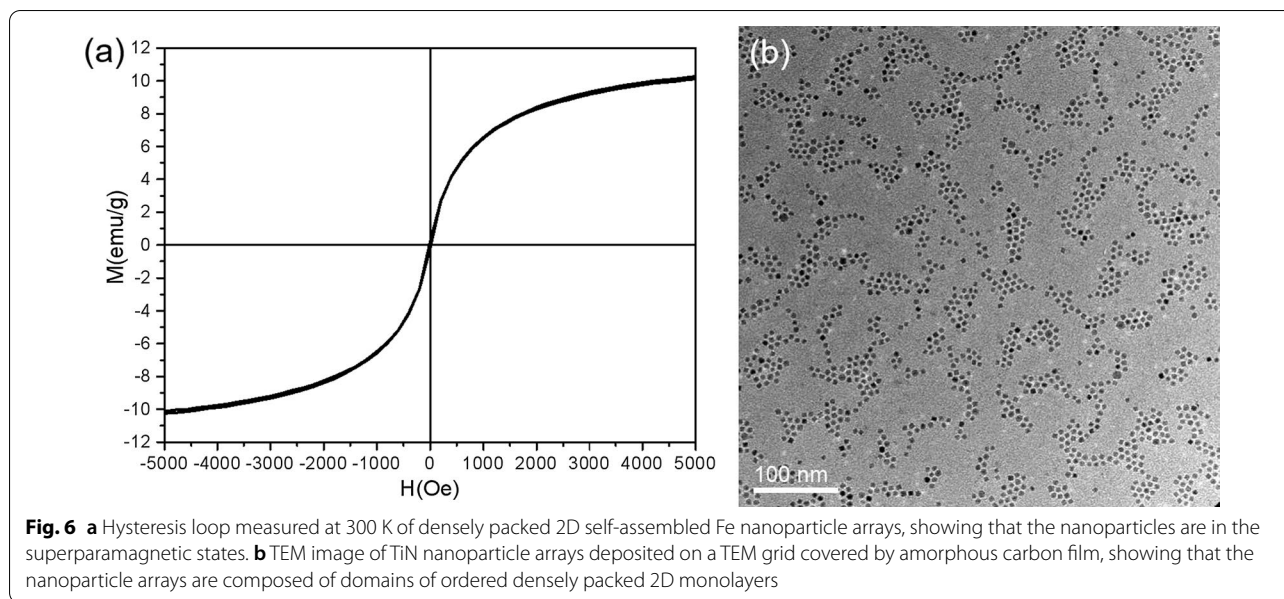 (a)
12
10
8
6
4
2
0
-2
-4
-6
-8
-10
-12
M(emu/g)
-5000 -4000 -3000 -2000 -1000 0 1000 2000 3000 4000 5000
H(Oe)
(b)
100 nm
Fig. 6 a Hysteresis loop measured at 300 K of densely packed 2D self-assembled Fe nanoparticle arrays, showing that the nanoparticles are in the
superparamagnetic states. b TEM image of TiN nanoparticle arrays deposited on a TEM grid covered by amorphous carbon film, showing that the
nanoparticle arrays are composed of domains of ordered densely packed 2D monolayers